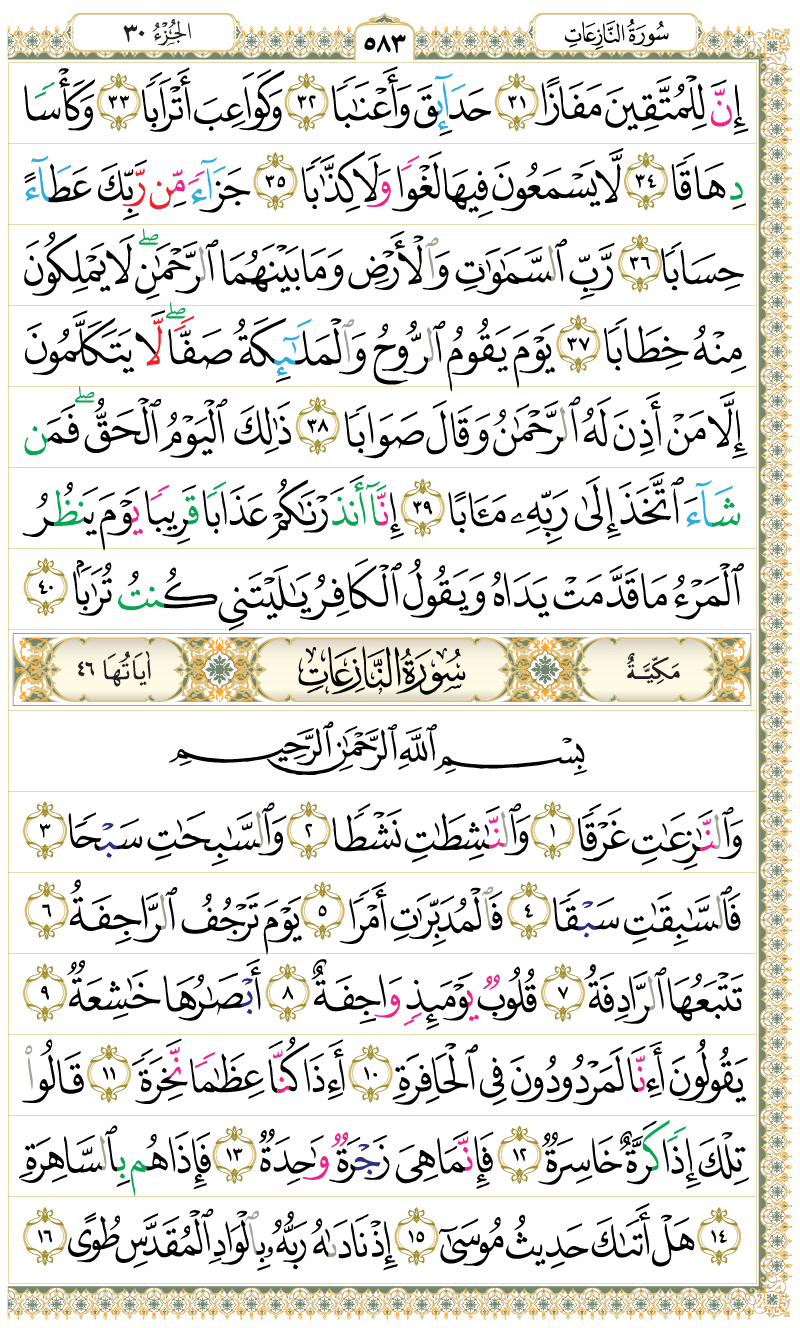 سُورَةُ النَّازِعَاتِ ٥٨٣ الجُزْءُ ٣٠
إِنَّ لِلْمُتَّقِينَ مَفَازًا ٣١ حَدَآئِقَ وَأَعْنَٰبًا ٣٢ وَكَوَاعِبَ أَتْرَابًا ٣٣ وَكَأْسًا
دِهَاقًا ٣٤ لَّا يَسْمَعُونَ فِيهَا لَغْوًا وَلَا كِذَّٰبًا ٣٥ جَزَآءً مِّن رَّبِّكَ عَطَآءً
حِسَابًا ٣٦ رَّبِّ ٱلسَّمَٰوَٰتِ وَٱلْأَرْضِ وَمَا بَيْنَهُمَا ٱلرَّحْمَٰنِ ۖ لَا يَمْلِكُونَ
مِنْهُ خِطَابًا ٣٧ يَوْمَ يَقُومُ ٱلرُّوحُ وَٱلْمَلَٰٓئِكَةُ صَفًّا ۖ لَّا يَتَكَلَّمُونَ
إِلَّا مَنْ أَذِنَ لَهُ ٱلرَّحْمَٰنُ وَقَالَ صَوَابًا ٣٨ ذَٰلِكَ ٱلْيَوْمُ ٱلْحَقُّ ۖ فَمَن
شَآءَ ٱتَّخَذَ إِلَىٰ رَبِّهِۦ مَـَٔابًا ٣٩ إِنَّآ أَنذَرْنَٰكُمْ عَذَابًا قَرِيبًا يَوْمَ يَنظُرُ
ٱلْمَرْءُ مَا قَدَّمَتْ يَدَاهُ وَيَقُولُ ٱلْكَافِرُ يَٰلَيْتَنِى كُنتُ تُرَٰبًۢا ٤٠
مَكِّيَّةٌ سُورَةُ النَّازِعَاتِ اٰيَاتُهَا ٤٦
بِسْمِ ٱللَّهِ ٱلرَّحْمَٰنِ ٱلرَّحِيمِ
وَٱلنَّٰزِعَٰتِ غَرْقًا ١ وَٱلنَّٰشِطَٰتِ نَشْطًا ٢ وَٱلسَّٰبِحَٰتِ سَبْحًا ٣
فَٱلسَّٰبِقَٰتِ سَبْقًا ٤ فَٱلْمُدَبِّرَٰتِ أَمْرًا ٥ يَوْمَ تَرْجُفُ ٱلرَّاجِفَةُ ٦
تَتْبَعُهَا ٱلرَّادِفَةُ ٧ قُلُوبٌ يَوْمَئِذٍ وَاجِفَةٌ ٨ أَبْصَٰرُهَا خَٰشِعَةٌ ٩
يَقُولُونَ أَءِنَّا لَمَرْدُودُونَ فِى ٱلْحَافِرَةِ ١٠ أَءِذَا كُنَّا عِظَٰمًا نَّخِرَةً ١١ قَالُوا۟
تِلْكَ إِذًا كَرَّةٌ خَاسِرَةٌ ١٢ فَإِنَّمَا هِىَ زَجْرَةٌ وَٰحِدَةٌ ١٣ فَإِذَا هُم بِٱلسَّاهِرَةِ
١٤ هَلْ أَتَىٰكَ حَدِيثُ مُوسَىٰٓ ١٥ إِذْ نَادَىٰهُ رَبُّهُۥ بِٱلْوَادِ ٱلْمُقَدَّسِ طُوًى ١٦